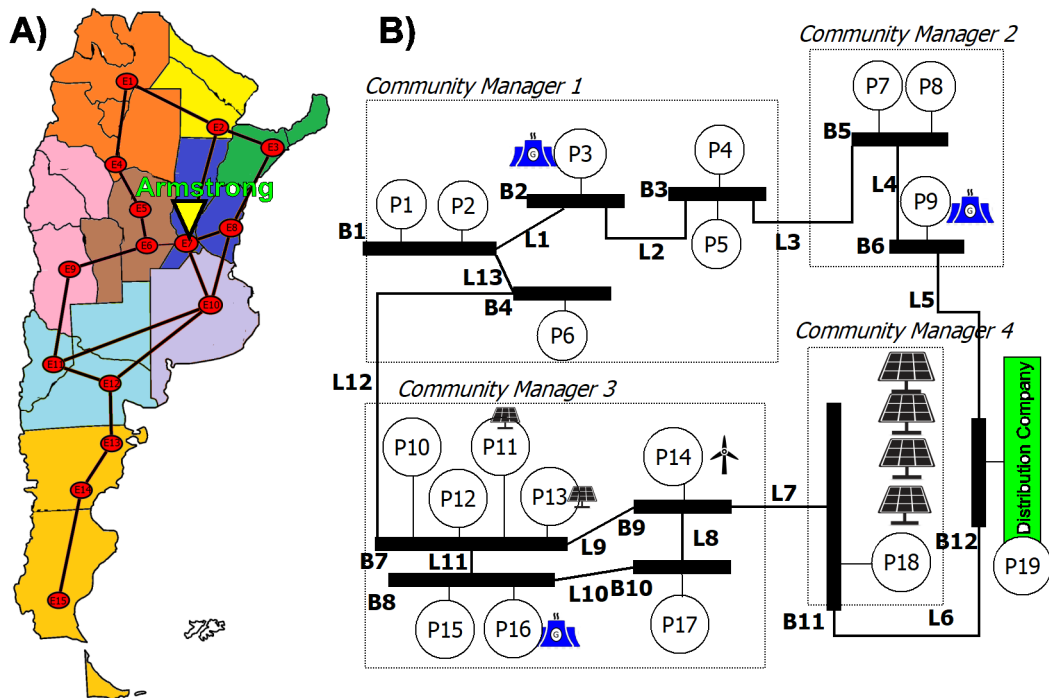 A)
E1
E2
E3
E4
Armstrong
E5
E6
E7
E8
E9
E10
E11
E12
E13
E14
E15
B)
Community Manager 1
P1
P2
G
P3
P4
P5
P6
B1
B2
B3
B4
L1
L2
L3
L13
L12
Community Manager 2
P7
P8
B5
L4
P9
G
B6
L5
Community Manager 3
P10
P11
P12
P13
P14
B7
L11
L9
B9
L8
L7
B8
L10
B10
P15
P16
G
P17
Community Manager 4
P18
B11
L6
B12
Distribution Company
P19